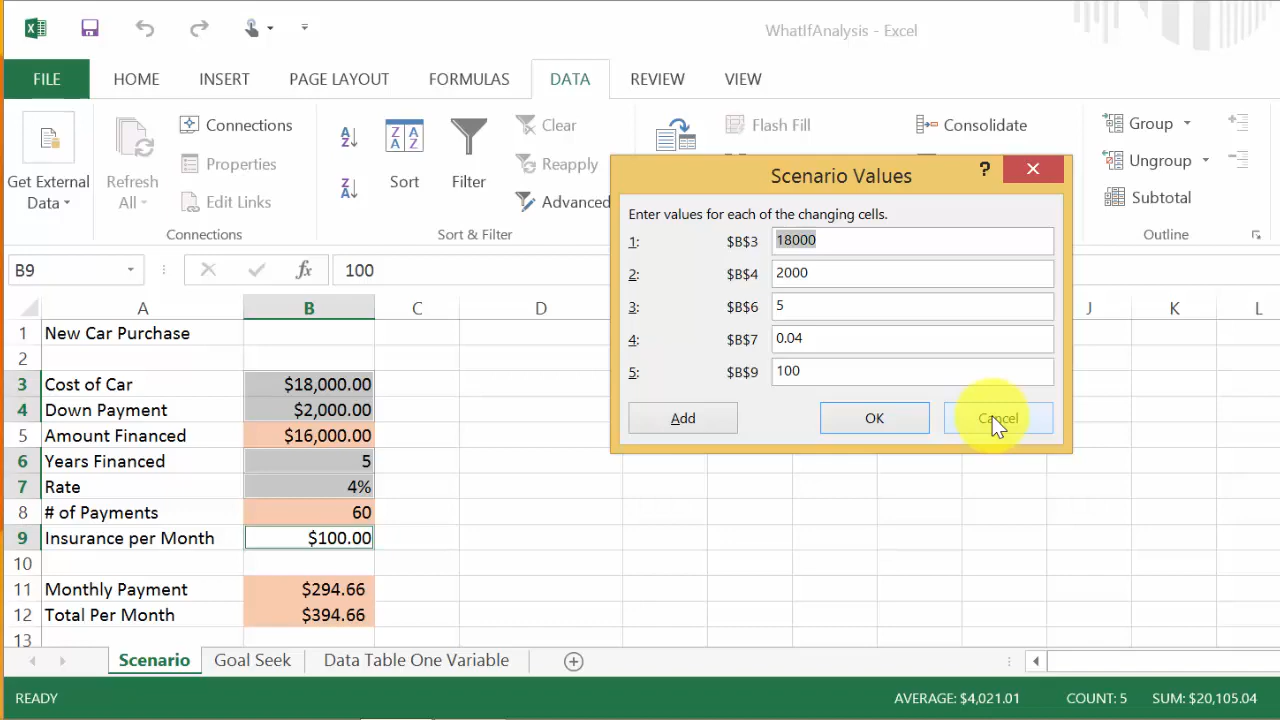 WhatIfAnalysis - Excel
FILE HOME INSERT PAGE LAYOUT FORMULAS DATA REVIEW VIEW
Get External Data
Refresh All
Connections
Properties
Edit Links
Connections
Sort
Filter
Clear
Reapply
Advanced
Sort & Filter
Flash Fill
Consolidate
Group
Ungroup
Subtotal
Outline
B9 fx 100
A B C D J K L
1 New Car Purchase
2
3 Cost of Car $18,000.00
4 Down Payment $2,000.00
5 Amount Financed $16,000.00
6 Years Financed 5
7 Rate 4%
8 # of Payments 60
9 Insurance per Month $100.00
10
11 Monthly Payment $294.66
12 Total Per Month $394.66
13
Scenario Values ?
Enter values for each of the changing cells.
1: $B$3 18000
2: $B$4 2000
3: $B$6 5
4: $B$7 0.04
5: $B$9 100
Add OK Cancel
Scenario Goal Seek Data Table One Variable
READY AVERAGE: $4,021.01 COUNT: 5 SUM: $20,105.04